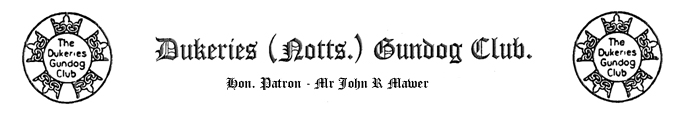 The
Dukeries
Gundog
Club
Dukeries (Notts.) Gundog Club.
Hon. Patron - Mr John R Mawer
The
Dukeries
Gundog
Club